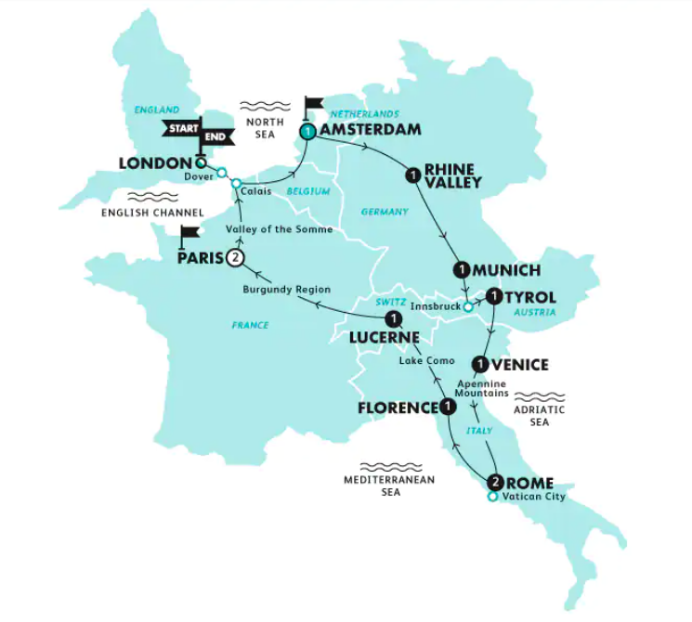 ENGLAND
START
END
NORTH
SEA
NETHERLANDS
1 AMSTERDAM
LONDON
Dover
Calais
BELGIUM
1 RHINE
VALLEY
ENGLISH CHANNEL
GERMANY
Valley of the Somme
PARIS 2
1 MUNICH
Burgundy Region
SWITZ
Innsbruck
1 TYROL
AUSTRIA
FRANCE
1
LUCERNE
Lake Como
1 VENICE
Apennine
Mountains
ADRIATIC
SEA
FLORENCE 1
ITALY
MEDITERRANEAN
SEA
2 ROME
Vatican City